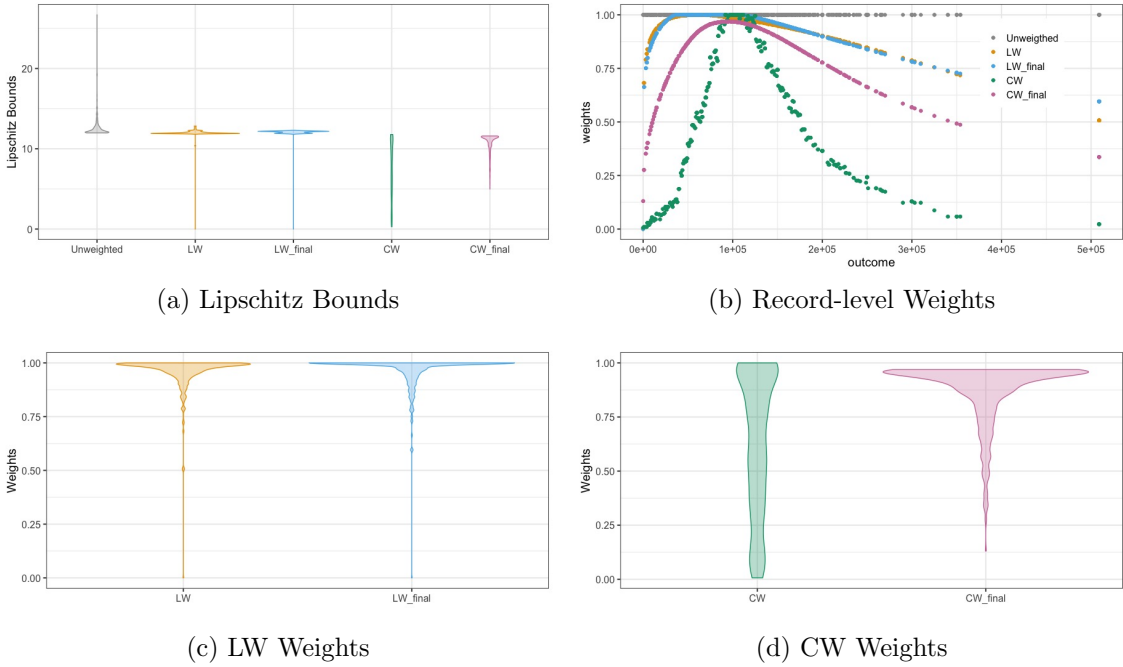 Lipschitz Bounds
20
10
0
Unweighted
LW
LW_final
CW
CW_final
(a) Lipschitz Bounds
weights
1.00
0.75
0.50
0.25
0.00
0e+00
1e+05
2e+05
3e+05
4e+05
5e+05
outcome
Unweigthed
LW
LW_final
CW
CW_final
(b) Record-level Weights
Weights
1.00
0.75
0.50
0.25
0.00
LW
LW_final
(c) LW Weights
Weights
1.00
0.75
0.50
0.25
0.00
CW
CW_final
(d) CW Weights